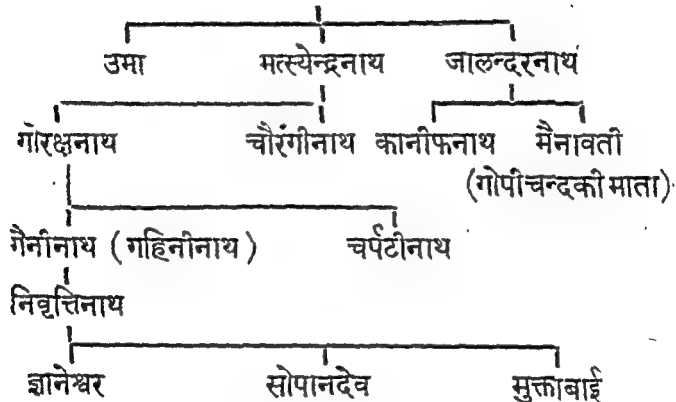 उमा मत्स्येन्द्रनाथ जालन्दरनाथ
गोरक्षनाथ चौरंगीनाथ कानीफनाथ मैनावती
(गोपीचन्दकी माता)
गैनीनाथ (गहिनीनाथ) चर्पटीनाथ
निवृत्तिनाथ
ज्ञानेश्वर सोपानदेव मुक्ताबाई